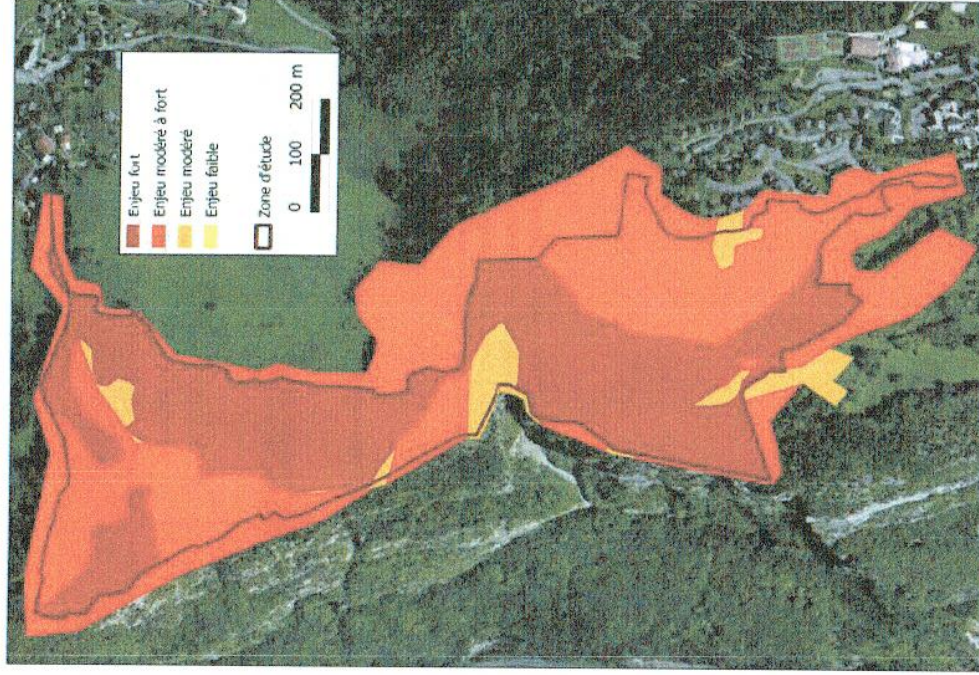 Enjeu fort
Enjeu modéré à fort
Enjeu modéré
Enjeu faible
Zone d'étude
0 100 200 m